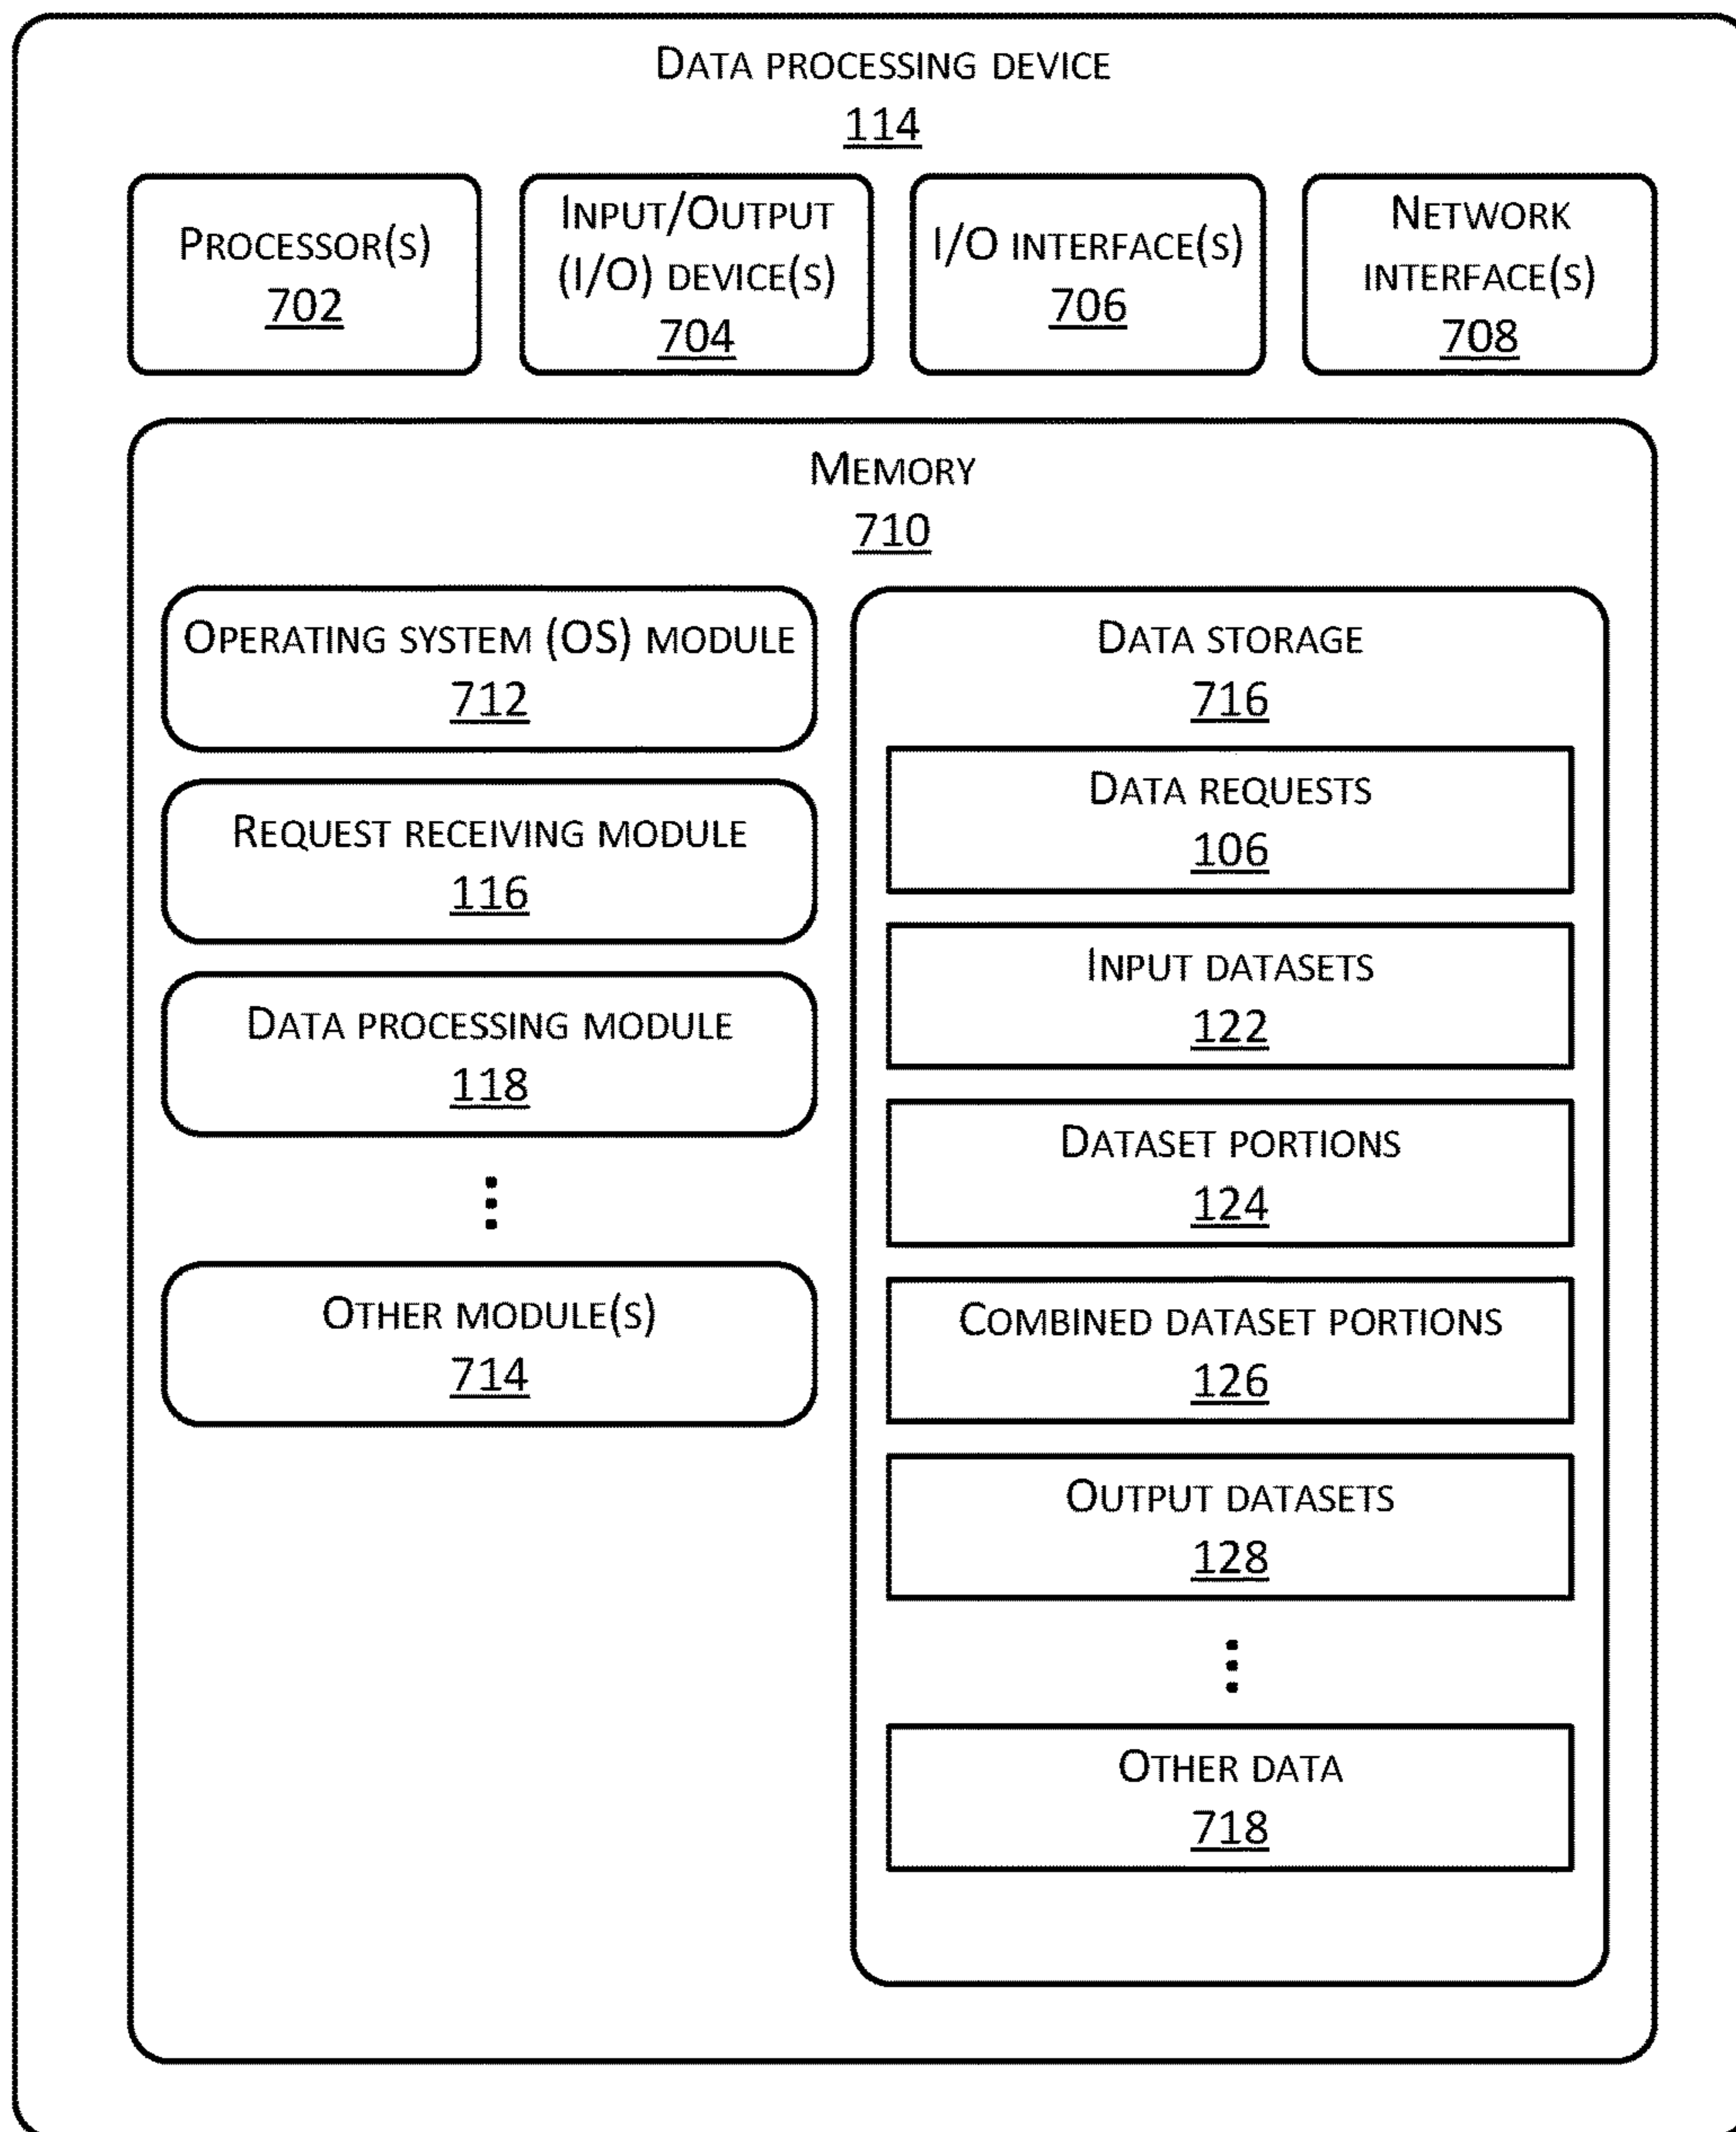 DATA PROCESSING DEVICE
114
PROCESSOR(S)
702
INPUT/OUTPUT
(I/O) DEVICE(S)
704
I/O INTERFACE(S)
706
NETWORK
INTERFACE(S)
708
MEMORY
710
OPERATING SYSTEM (OS) MODULE
712
REQUEST RECEIVING MODULE
116
DATA PROCESSING MODULE
118
OTHER MODULE(S)
714
DATA STORAGE
716
DATA REQUESTS
106
INPUT DATASETS
122
DATASET PORTIONS
124
COMBINED DATASET PORTIONS
126
OUTPUT DATASETS
128
OTHER DATA
718